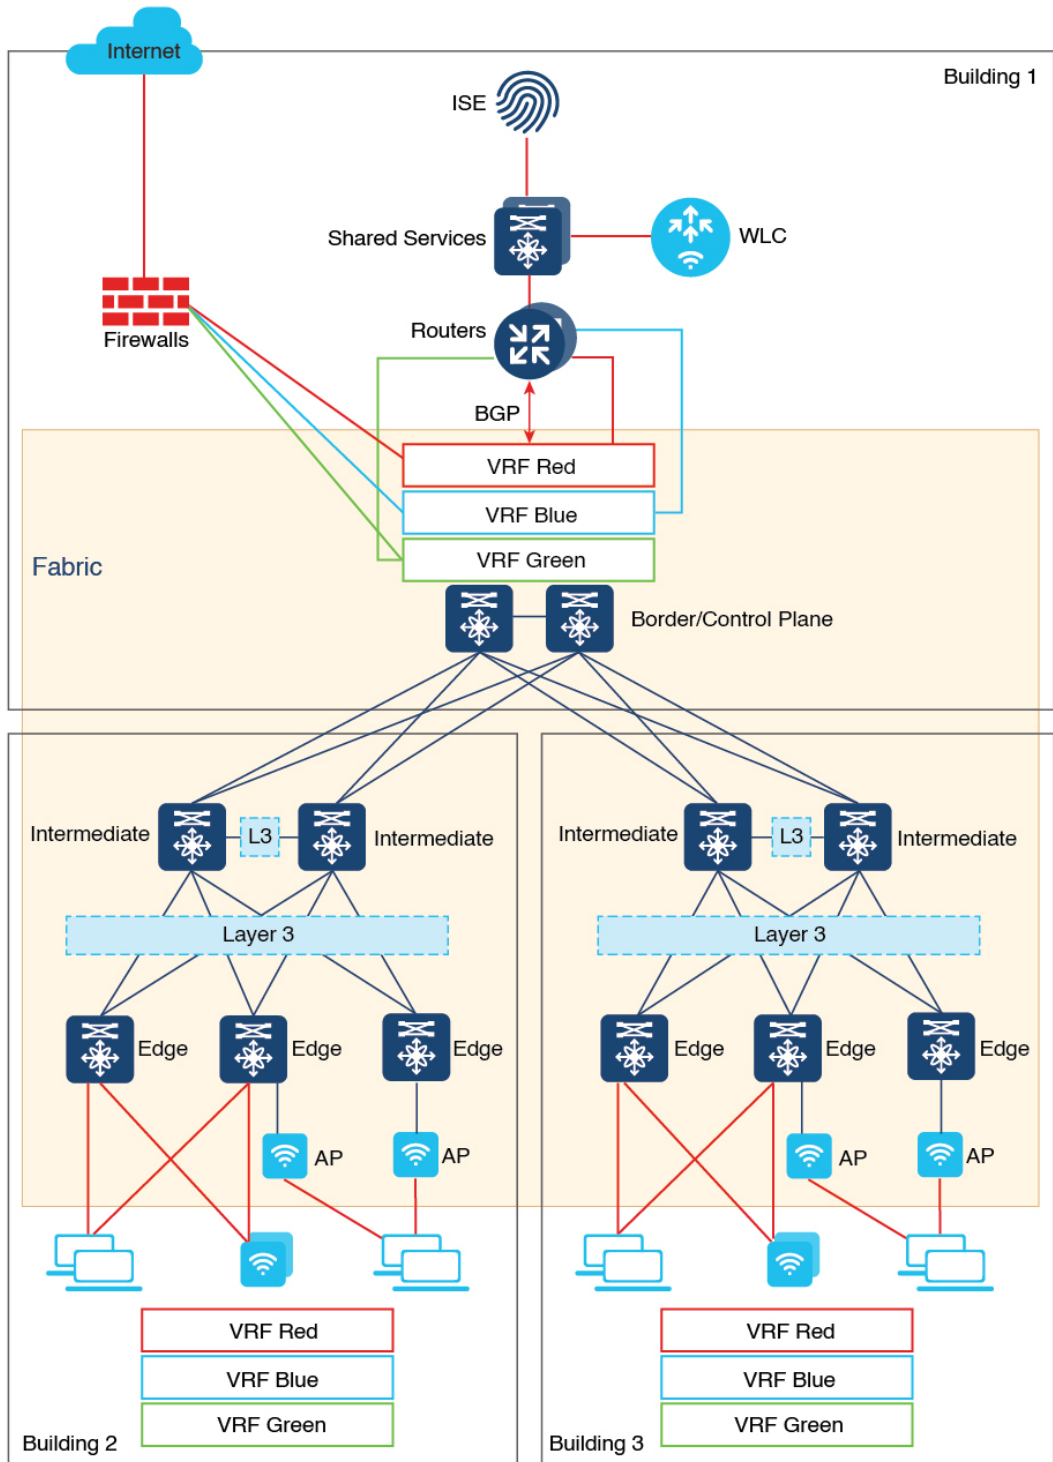 Internet
Building 1
ISE
Shared Services
WLC
Routers
Firewalls
BGP
VRF Red
VRF Blue
VRF Green
Fabric
Border/Control Plane
Intermediate
L3
Intermediate
Intermediate
L3
Intermediate
Layer 3
Layer 3
Edge
Edge
Edge
Edge
Edge
Edge
AP
AP
AP
AP
VRF Red
VRF Blue
VRF Green
Building 2
VRF Red
VRF Blue
VRF Green
Building 3